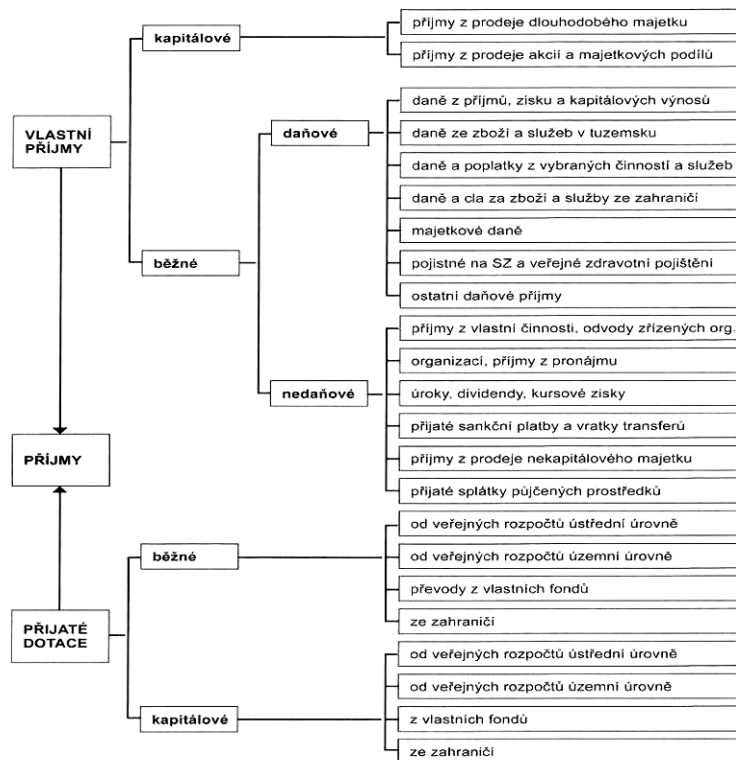 kapitálové
příjmy z prodeje dlouhodobého majetku
příjmy z prodeje akcií a majetkových podílů
VLASTNÍ
PŘÍJMY
běžné
daňové
daně z příjmů, zisku a kapitálových výnosů
daně ze zboží a služeb v tuzemsku
daně a poplatky z vybraných činností a služeb
daně a cla za zboží a služby ze zahraničí
majetkové daně
pojistné na SZ a veřejné zdravotní pojištění
ostatní daňové příjmy
nedaňové
příjmy z vlastní činnosti, odvody zřízených org.
organizací, příjmy z pronájmu
úroky, dividendy, kursové zisky
přijaté sankční platby a vratky transferů
příjmy z prodeje nekapitálového majetku
přijaté splátky půjčených prostředků
PŘÍJMY
PŘIJATÉ
DOTACE
běžné
od veřejných rozpočtů ústřední úrovně
od veřejných rozpočtů územní úrovně
převody z vlastních fondů
ze zahraničí
kapitálové
od veřejných rozpočtů ústřední úrovně
od veřejných rozpočtů územní úrovně
z vlastních fondů
ze zahraničí